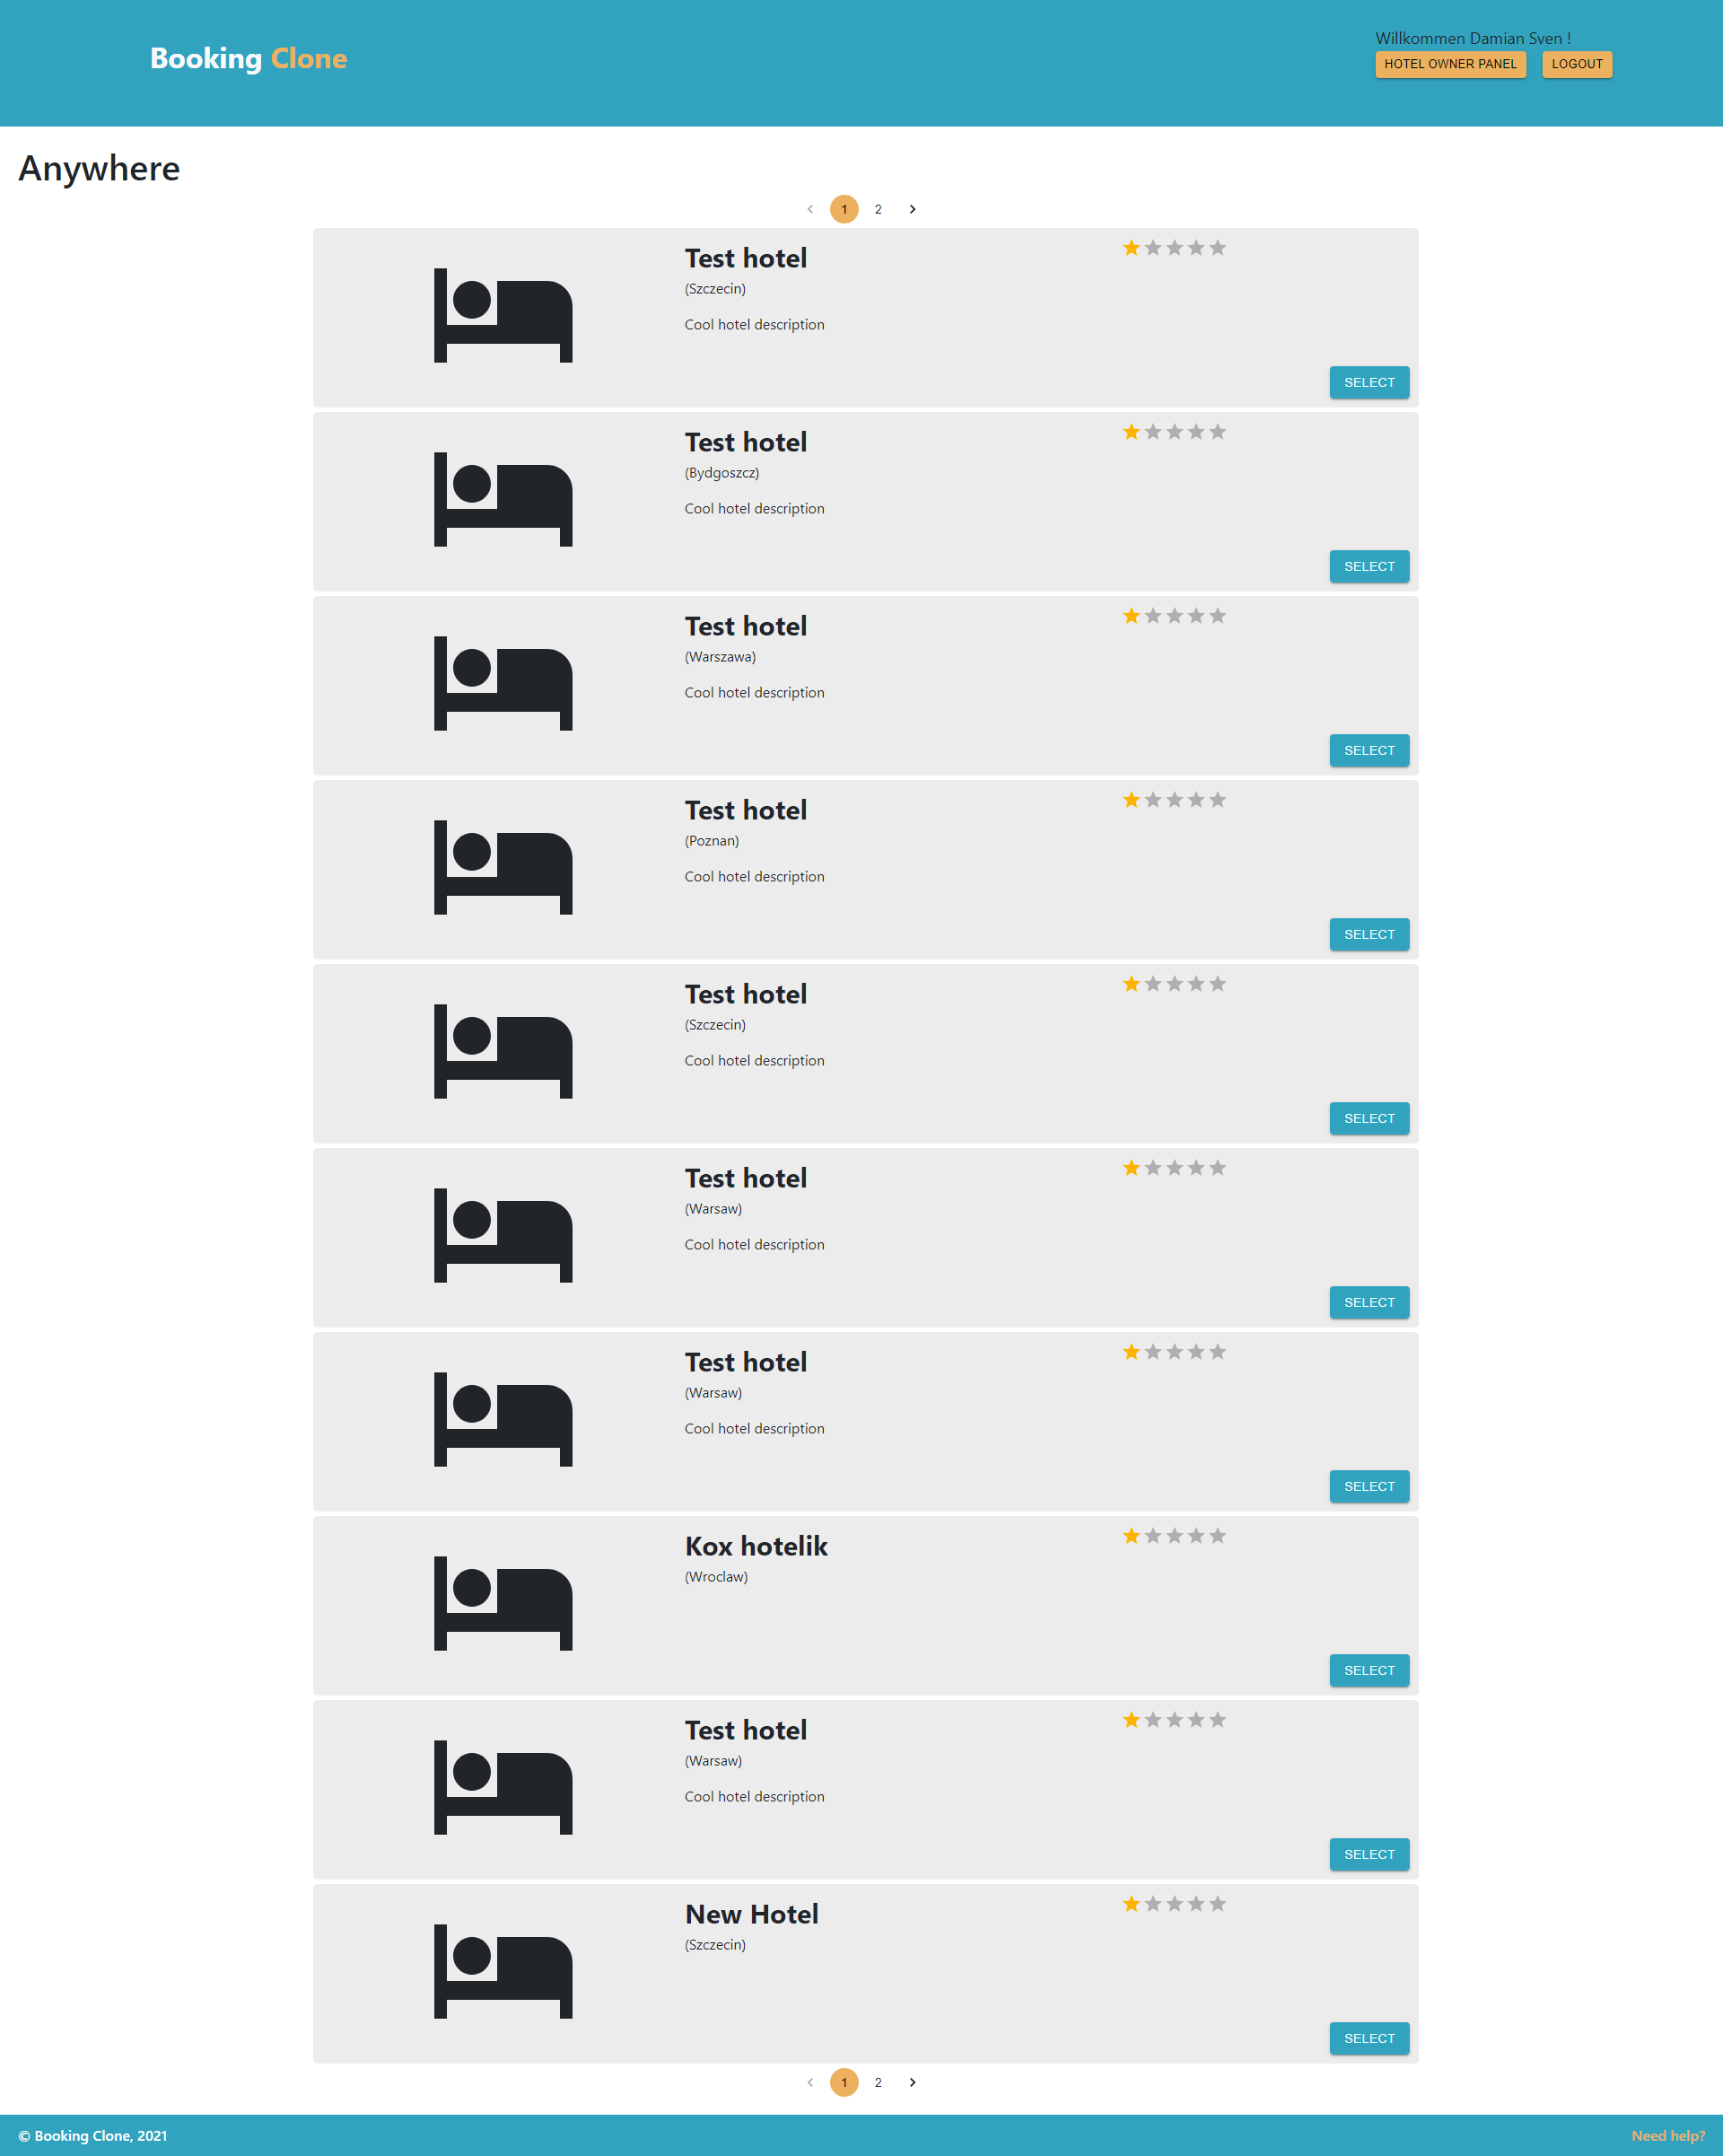 Booking Clone
Willkommen Damian Sven !
HOTEL OWNER PANEL LOGOUT
Anywhere
1 2
Test hotel
(Szczecin)
Cool hotel description
SELECT
Test hotel
(Bydgoszcz)
Cool hotel description
SELECT
Test hotel
(Warszawa)
Cool hotel description
SELECT
Test hotel
(Poznan)
Cool hotel description
SELECT
Test hotel
(Szczecin)
Cool hotel description
SELECT
Test hotel
(Warsaw)
Cool hotel description
SELECT
Test hotel
(Warsaw)
Cool hotel description
SELECT
Kox hotelik
(Wroclaw)
SELECT
Test hotel
(Warsaw)
Cool hotel description
SELECT
New Hotel
(Szczecin)
SELECT
1 2
© Booking Clone, 2021 Need help?